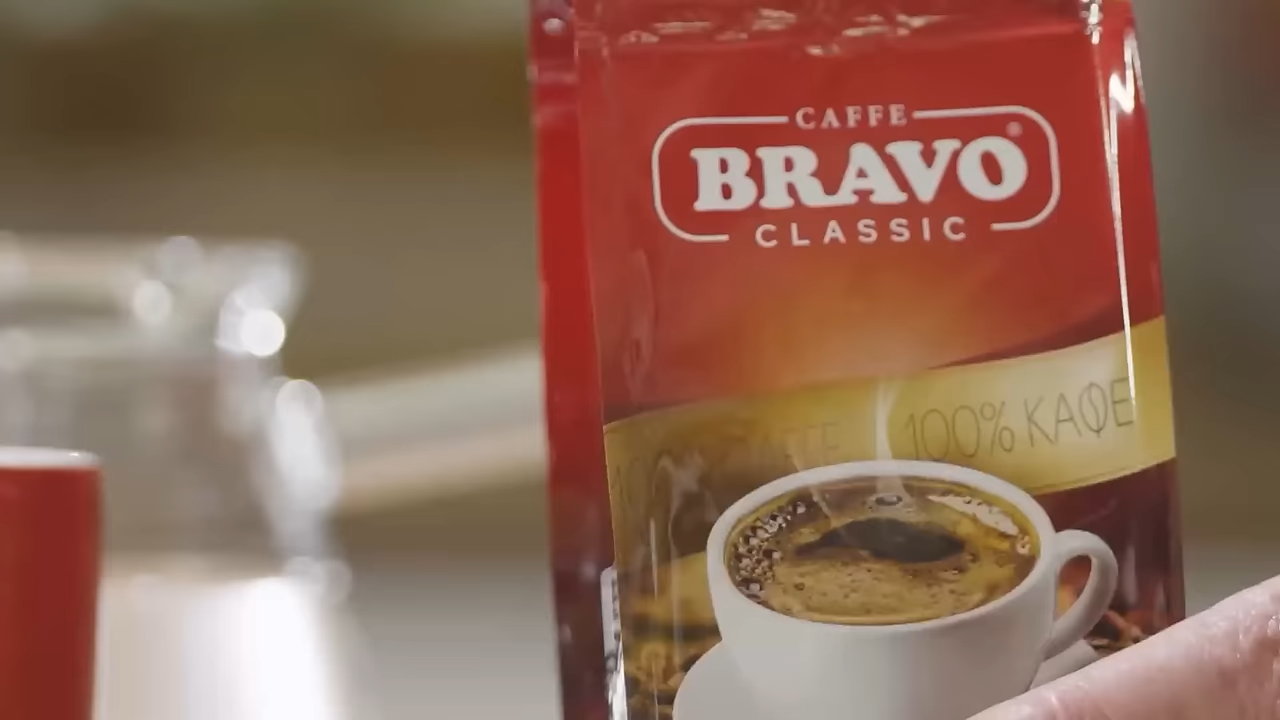 CAFFE
BRAVO®
CLASSIC
100% КАФЕ